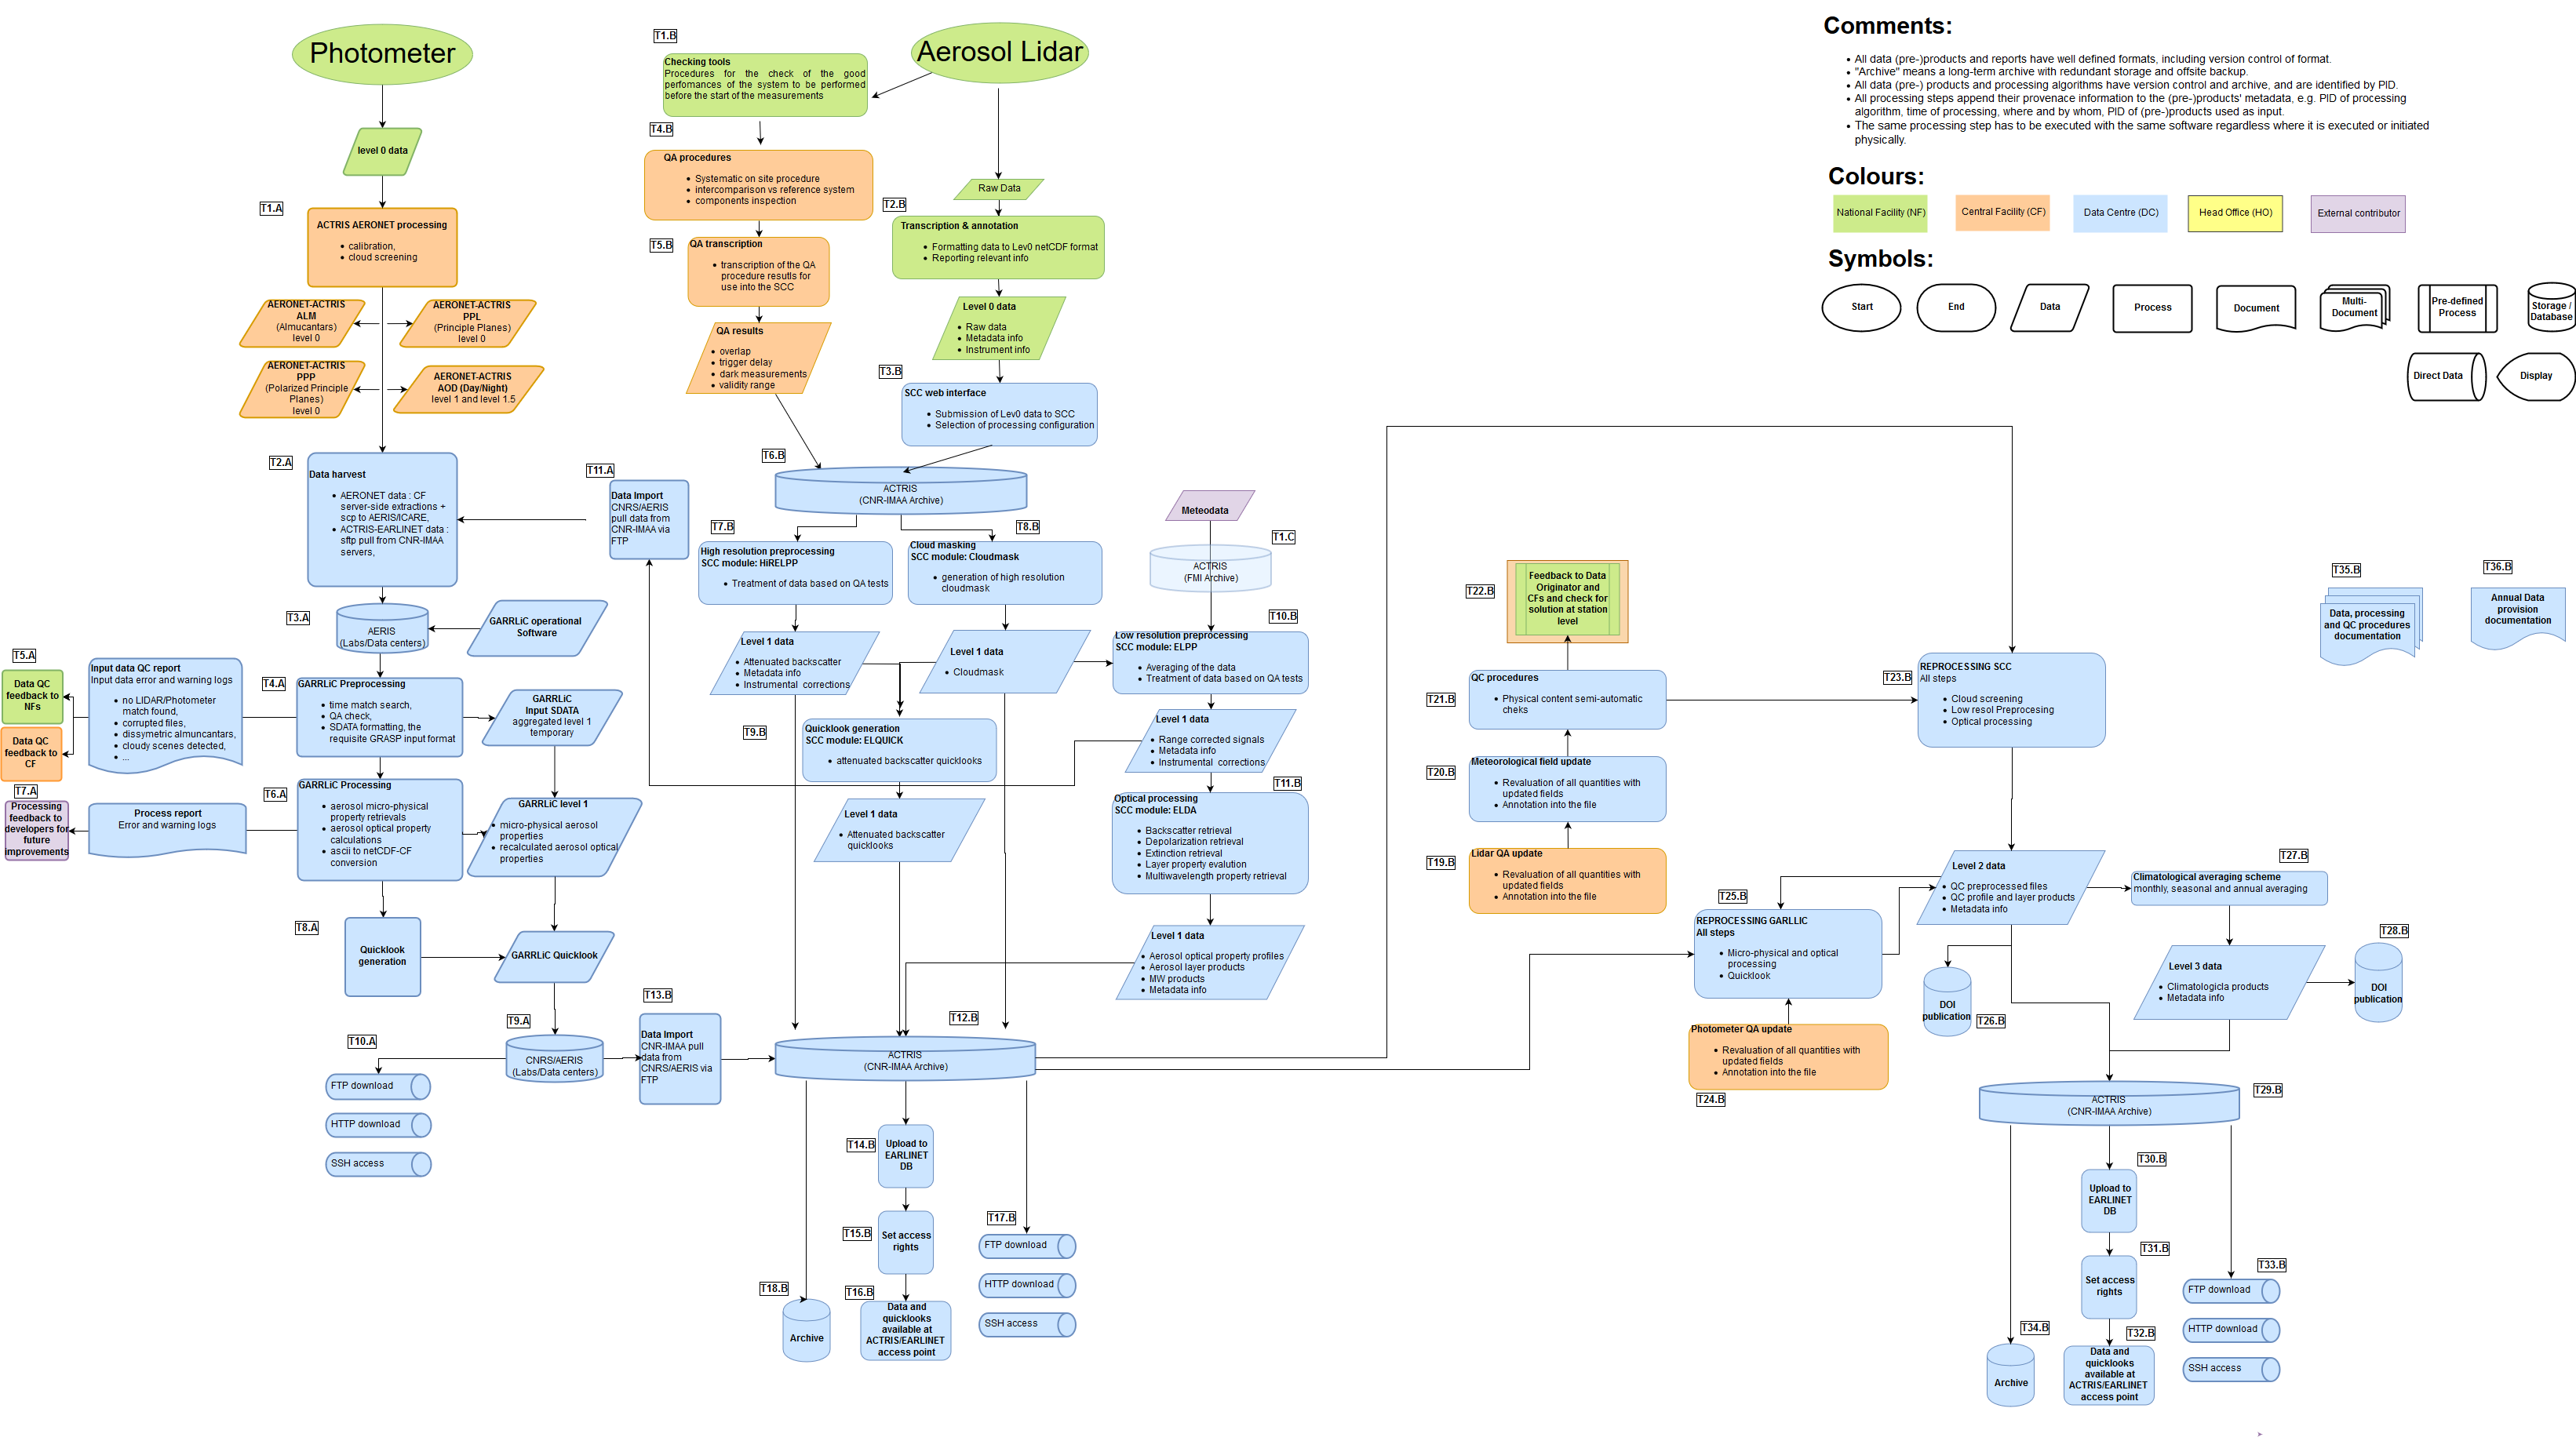 Photometer
level 0 data
T1.A
ACTRIS AERONET processing
• calibration,
• cloud screening
AERONET-ACTRIS
ALM
(Almucantars)
level 0
AERONET-ACTRIS
PPL
(Principle Planes)
level 0
AERONET-ACTRIS
PPP
(Polarized Principle
Planes)
level 0
AERONET-ACTRIS
AOD (Day/Night)
level 1 and level 1.5
T2.A
Data harvest
• AERONET data : CF
server-side extractions +
scp to AERIS/ICARE,
• ACTRIS-EARLINET data :
sftp pull from CNR-IMAA
servers,
T11.A
Data Import
CNRS/AERIS
pull data from
CNR-IMAA via
FTP
T3.A
AERIS
(Labs/Data centers)
GARRLiC operational
Software
T5.A
Data QC
feedback to
NFs
Data QC
feedback to
CF
Input data QC report
Input data error and warning logs
• no LIDAR/Photometer
match found,
• corrupted files,
• dissymetric almuncantars,
• cloudy scenes detected,
• ...
T4.A
GARRLiC Preprocessing
• time match search,
• QA check,
• SDATA formatting, the
requisite GRASP input format
GARRLiC
Input SDATA
aggregated level 1
temporary
T7.A
Processing
feedback to
developers for
future
improvements
Process report
Error and warning logs
T6.A
GARRLiC Processing
• aerosol micro-physical
property retrievals
• aerosol optical property
calculations
• ascii to netCDF-CF
conversion
GARRLiC level 1
• micro-physical aerosol
properties
• recalculated aerosol optical
properties
T8.A
Quicklook
generation
GARRLiC Quicklook
T9.A
CNRS/AERIS
(Labs/Data centers)
T10.A
FTP download
HTTP download
SSH access
T13.B
Data Import
CNR-IMAA pull
data from
CNRS/AERIS via
FTP
Aerosol Lidar
T1.B
Checking tools
Procedures for the check of the good
perfomances of the system to be performed
before the start of the measurements
T4.B
QA procedures
• Systematic on site procedure
• intercomparison vs reference system
• components inspection
T5.B
QA transcription
• transcription of the QA
procedure resutls for
use into the SCC
QA results
• overlap
• trigger delay
• dark measurements
• validity range
Raw Data
T2.B
Transcription & annotation
• Formatting data to Lev0 netCDF format
• Reporting relevant info
Level 0 data
• Raw data
• Metadata info
• Instrument info
T3.B
SCC web interface
• Submission of Lev0 data to SCC
• Selection of processing configuration
T6.B
ACTRIS
(CNR-IMAA Archive)
T7.B
High resolution preprocessing
SCC module: HiRELPP
• Treatment of data based on QA tests
T8.B
Cloud masking
SCC module: Cloudmask
• generation of high resolution
cloudmask
Meteodata
T1.C
ACTRIS
(FMI Archive)
Level 1 data
• Attenuated backscatter
• Metadata info
• Instrumental corrections
Level 1 data
• Cloudmask
T10.B
Low resolution preprocessing
SCC module: ELPP
• Averaging of the data
• Treatment of data based on QA tests
T9.B
Quicklook generation
SCC module: ELQUICK
• attenuated backscatter quicklooks
Level 1 data
• Range corrected signals
• Metadata info
• Instrumental corrections
Level 1 data
• Attenuated backscatter
quicklooks
T11.B
Optical processing
SCC module: ELDA
• Backscatter retrieval
• Depolarization retrieval
• Extinction retrieval
• Layer property evalution
• Multiwavelength property retrieval
Level 1 data
• Aerosol optical property profiles
• Aerosol layer products
• MW products
• Metadata info
T12.B
ACTRIS
(CNR-IMAA Archive)
T14.B
Upload to
EARLINET
DB
T15.B
Set access
rights
T16.B
Data and
quicklooks
available at
ACTRIS/EARLINET
access point
T17.B
FTP download
HTTP download
SSH access
T18.B
Archive
Comments:
• All data (pre-)products and reports have well defined formats, including version control of format.
• "Archive" means a long-term archive with redundant storage and offsite backup.
• All data (pre-) products and processing algorithms have version control and archive, and are identified by PID.
• All processing steps append their provenace information to the (pre-)products' metadata, e.g. PID of processing
algorithm, time of processing, where and by whom, PID of (pre-)products used as input.
• The same processing step has to be executed with the same software regardless where it is executed or initiated
physically.
Colours:
National Facility (NF)
Central Facility (CF)
Data Centre (DC)
Head Office (HO)
External contributor
Symbols:
Start
End
Data
Process
Document
Multi-
Document
Pre-defined
Process
Storage /
Database
Direct Data
Display
T22.B
Feedback to Data
Originator and
CFs and check for
solution at station
level
T21.B
QC procedures
• Physical content semi-automatic
cheks
T20.B
Meteorological field update
• Revaluation of all quantities with
updated fields
• Annotation into the file
T19.B
Lidar QA update
• Revaluation of all quantities with
updated fields
• Annotation into the file
T23.B
REPROCESSING SCC
All steps
• Cloud screening
• Low resol Preprocesing
• Optical processing
T35.B
Data, processing
and QC procedures
documentation
T36.B
Annual Data
provision
documentation
Level 2 data
• QC preprocessed files
• QC profile and layer products
• Metadata info
T27.B
Climatological averaging scheme
monthly, seasonal and annual averaging
T25.B
REPROCESSING GARLLIC
All steps
• Micro-physical and optical
processing
• Quicklook
Photometer QA update
• Revaluation of all quantities with
updated fields
• Annotation into the file
T24.B
DOI
publication
T26.B
Level 3 data
• Climatologicla products
• Metadata info
T28.B
DOI
publication
T29.B
ACTRIS
(CNR-IMAA Archive)
T30.B
Upload to
EARLINET
DB
T31.B
Set access
rights
T32.B
Data and
quicklooks
available at
ACTRIS/EARLINET
access point
T33.B
FTP download
HTTP download
SSH access
T34.B
Archive